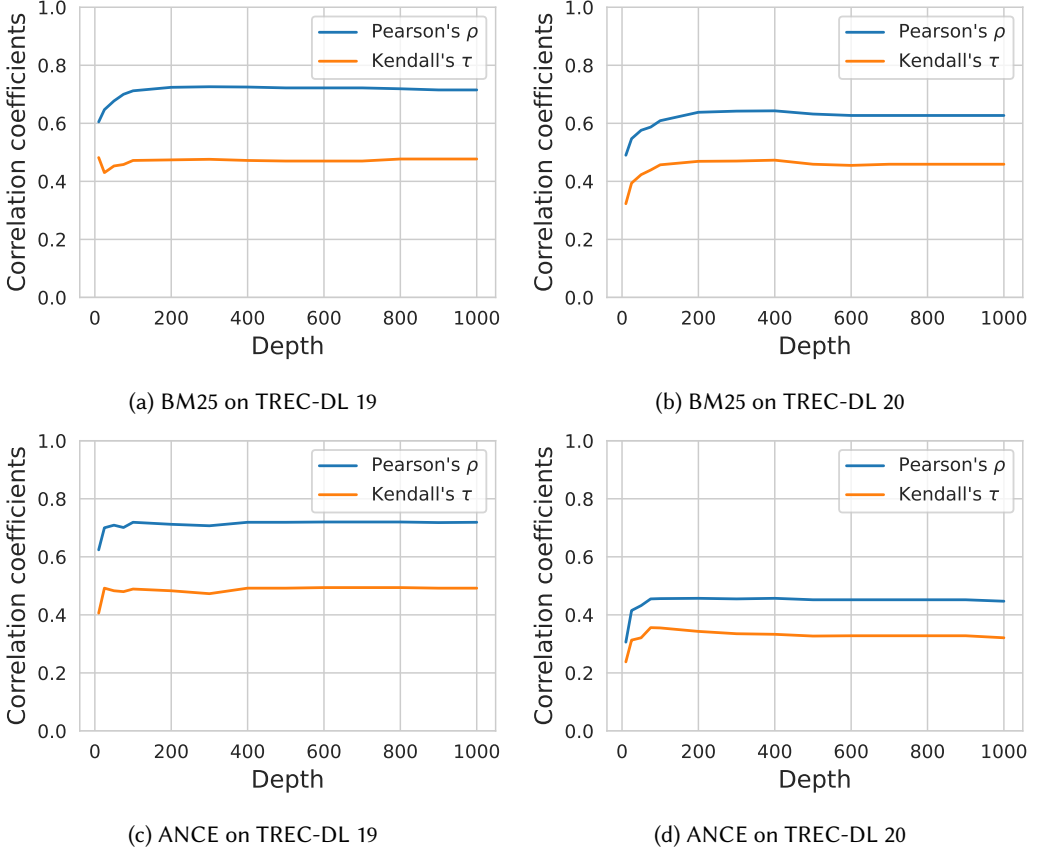 Correlation coefficients
1.0
0.8
0.6
0.4
0.2
0.0
Pearson's ρ
Kendall's τ
0 200 400 600 800 1000
Depth
(a) BM25 on TREC-DL 19
Correlation coefficients
1.0
0.8
0.6
0.4
0.2
0.0
Pearson's ρ
Kendall's τ
0 200 400 600 800 1000
Depth
(b) BM25 on TREC-DL 20
Correlation coefficients
1.0
0.8
0.6
0.4
0.2
0.0
Pearson's ρ
Kendall's τ
0 200 400 600 800 1000
Depth
(c) ANCE on TREC-DL 19
Correlation coefficients
1.0
0.8
0.6
0.4
0.2
0.0
Pearson's ρ
Kendall's τ
0 200 400 600 800 1000
Depth
(d) ANCE on TREC-DL 20